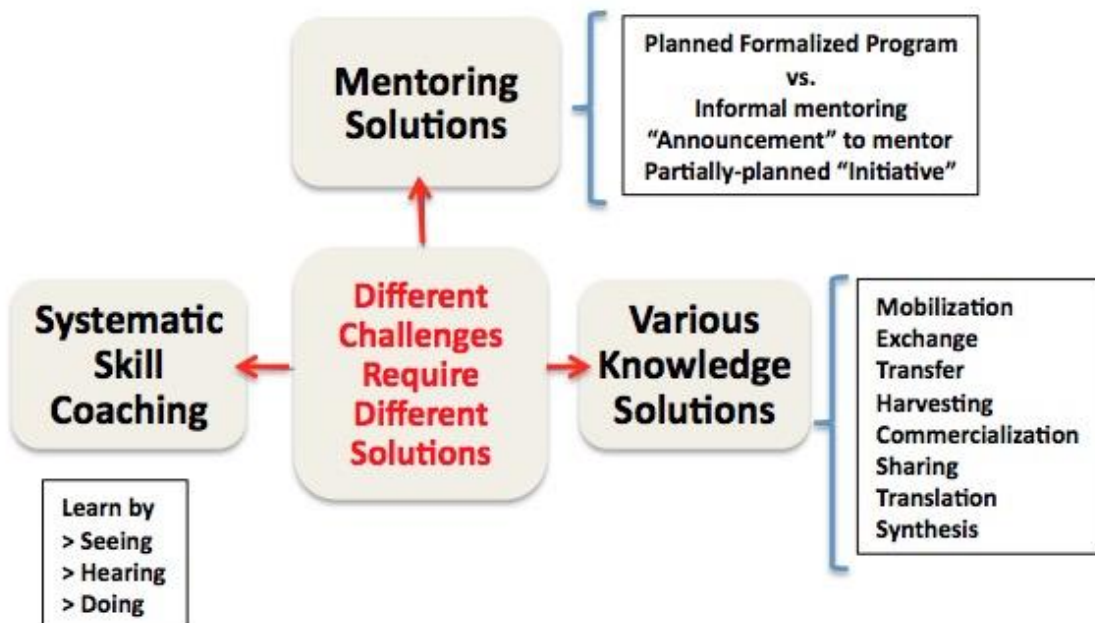 Mentoring
Solutions
Planned Formalized Program
vs.
Informal mentoring
“Announcement” to mentor
Partially-planned “Initiative”
Systematic
Skill
Coaching
Different
Challenges
Require
Different
Solutions
Various
Knowledge
Solutions
Mobilization
Exchange
Transfer
Harvesting
Commercialization
Sharing
Translation
Synthesis
Learn by
> Seeing
> Hearing
> Doing